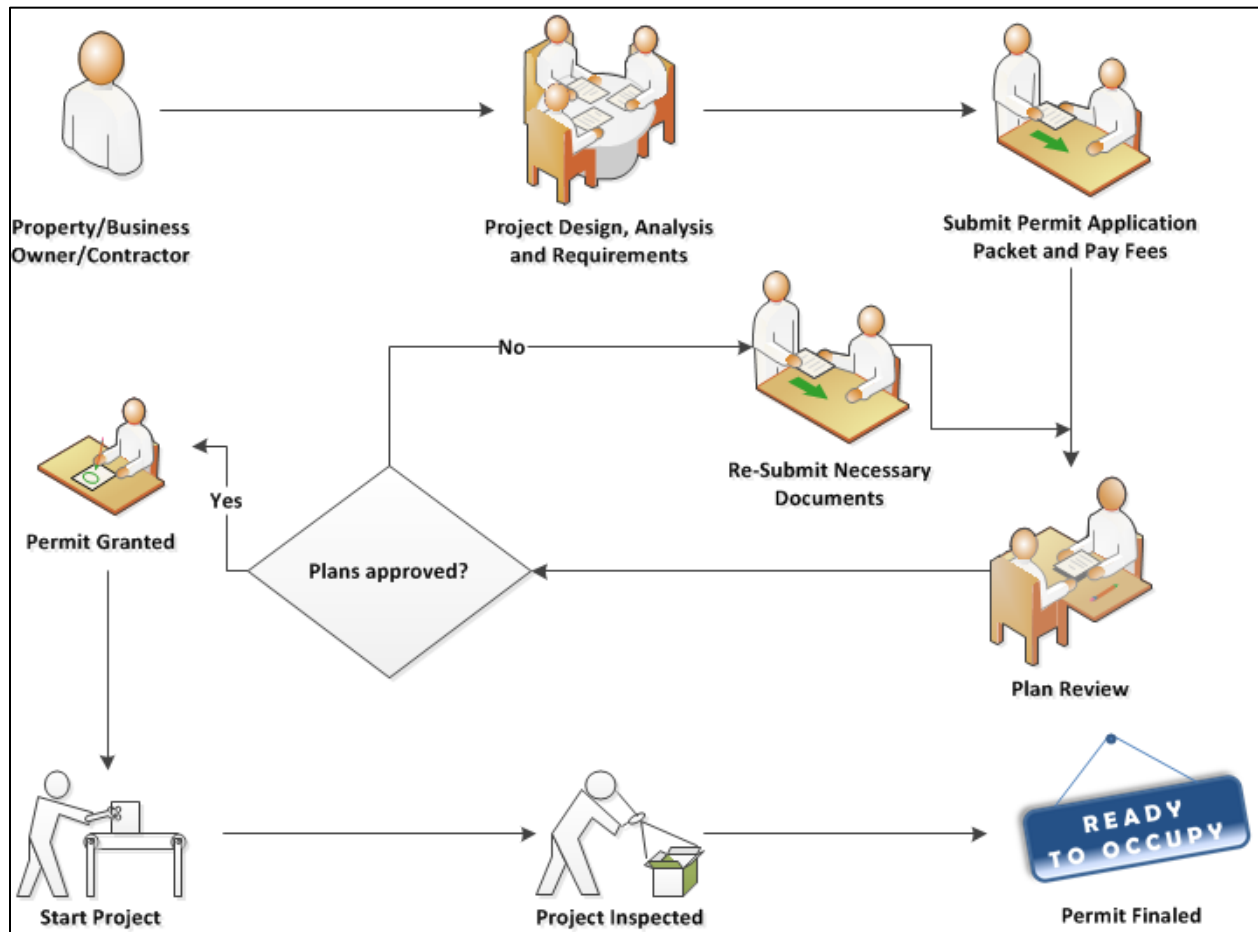 Property/Business
Owner/Contractor
Project Design, Analysis
and Requirements
Submit Permit Application
Packet and Pay Fees
No
Re-Submit Necessary
Documents
Yes
Permit Granted
Plans approved?
Plan Review
Start Project
Project Inspected
READY
TO OCCUPY
Permit Finaled